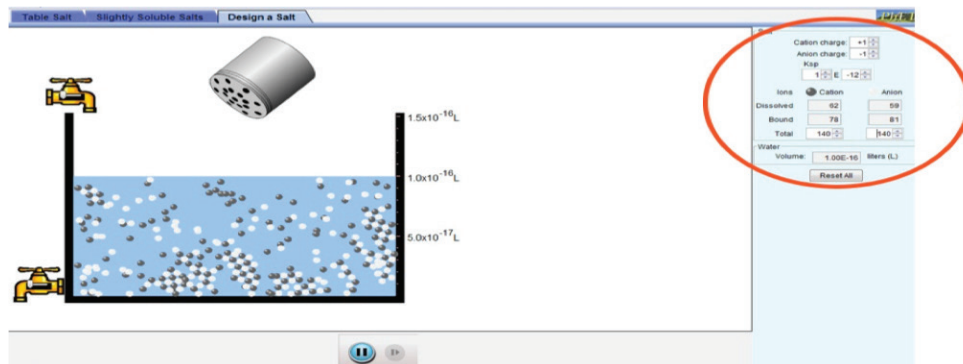 Table Salt Slightly Soluble Salts Design a Salt
1.5x10⁻¹⁶L
1.0x10⁻¹⁶L
5.0x10⁻¹⁷L
Cation charge: +1
Anion charge: -1
Ksp
1 E -12
Ions Cation Anion
Dissolved 62 59
Bound 78 81
Total 140 140
Water
Volume: 1.00E-16 liters (L)
Reset All